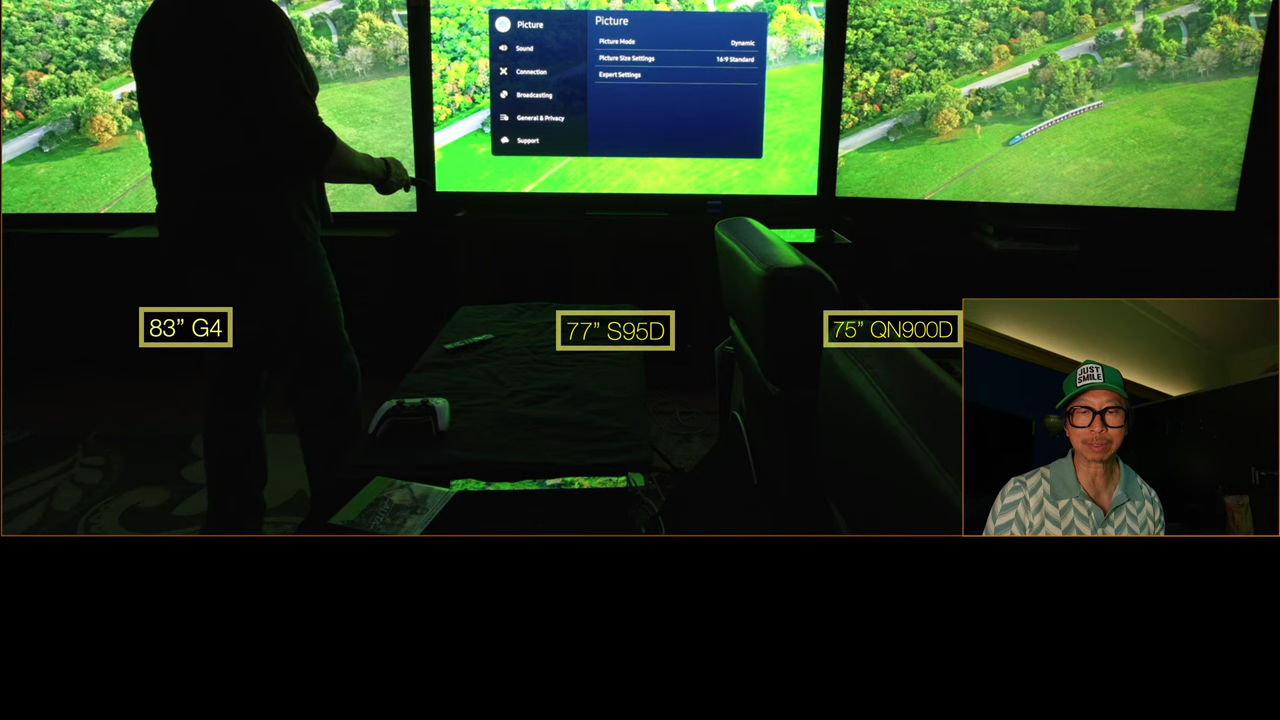 Picture
Sound
Connection
Broadcasting
General & Privacy
Support
Picture
Picture Mode Dynamic
Picture Size Settings 16:9 Standard
Expert Settings
83” G4
77” S95D
75” QN900D
JUST
SMILE